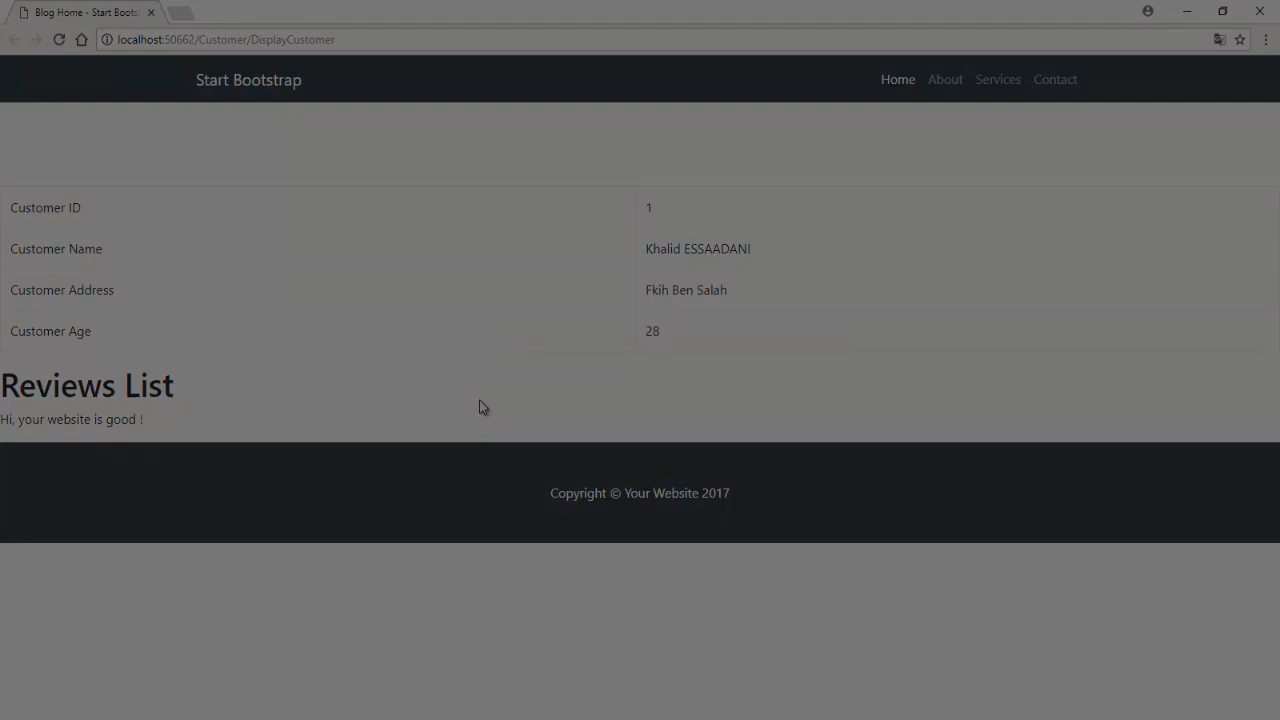 Blog Home - Start Boots
localhost:50662/Customer/DisplayCustomer
Start Bootstrap
Home About Services Contact
Customer ID 1
Customer Name Khalid ESSAADANI
Customer Address Fkih Ben Salah
Customer Age 28
Reviews List
Hi, your website is good !
Copyright © Your Website 2017